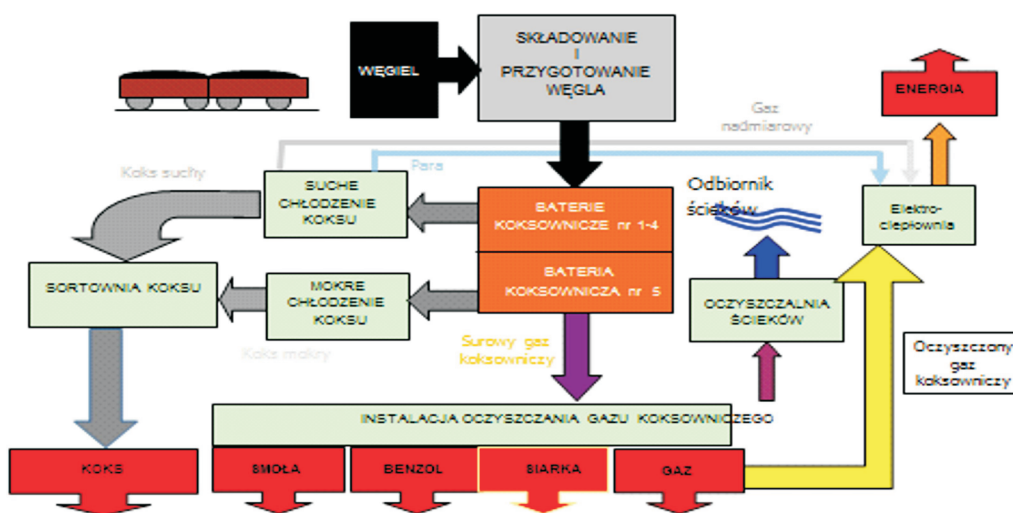 SKŁADOWANIE
I
PRZYGOTOWANIE
WĘGLA
WĘGIEL
ENERGIA
Gaz
nadmiarowy
Para
Koks suchy
SUCHE
CHŁODZENIE
KOKSU
BATERIE
KOKSOWNICZE nr 1-4
Odbiornik
ścieków
Elektro-
ciepłownia
SORTOWNIA KOKSU
MOKRE
CHŁODZENIE
KOKSU
BATERIA
KOKSOWNICZA nr 5
OCZYSZCZALNIA
ŚCIEKÓW
Koks mokry
Surowy gaz
koksowniczy
Oczyszczony
gaz
koksowniczy
INSTALACJA OCZYSZCZANIA GAZU KOKSOWNICZEGO
KOKS
SMOŁA
BENZOL
SIARKA
GAZ